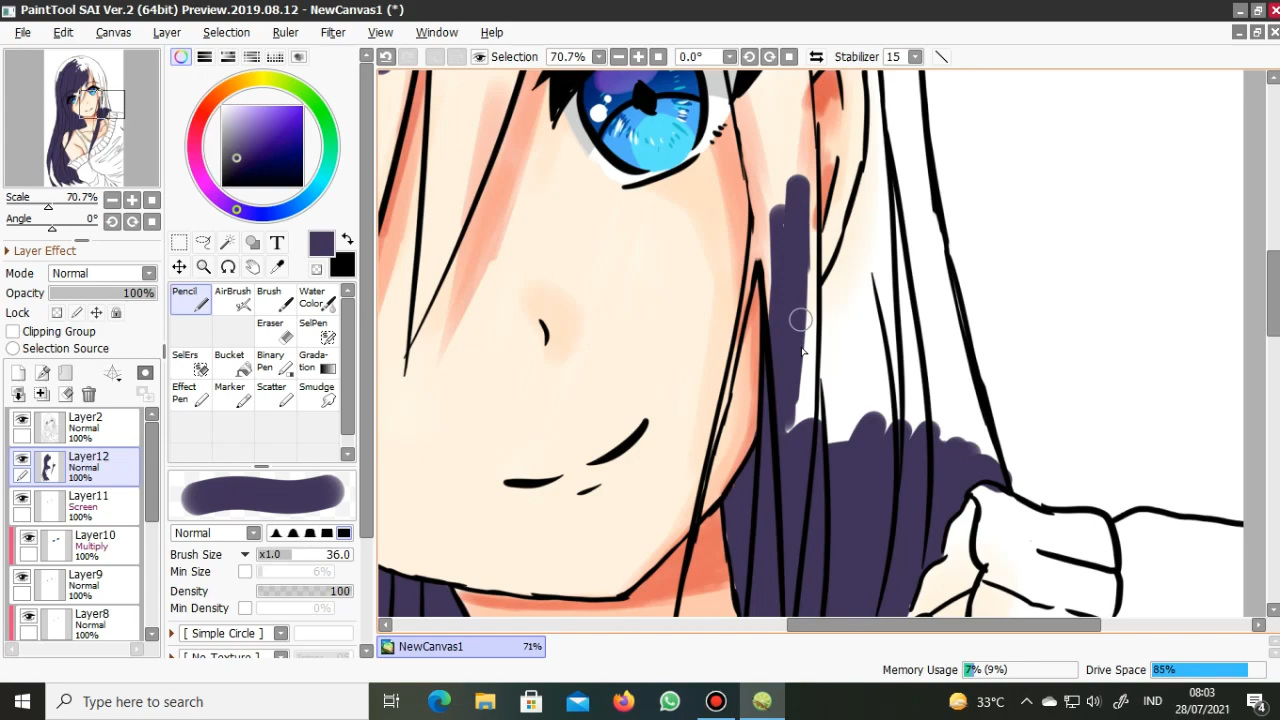 PaintTool SAI Ver.2 (64bit) Preview.2019.08.12 - NewCanvas1 (*)
File Edit Canvas Layer Selection Ruler Filter View Window Help
Selection 70.7% 0.0° Stabilizer 15
Scale 70.7%
Angle 0°
Layer Effect
Mode Normal
Opacity 100%
Lock
Clipping Group
Selection Source
Layer2
Normal
100%
Layer12
Normal
100%
Layer11
Screen
100%
Layer10
Multiply
100%
Layer9
Normal
100%
Layer8
Normal
100%
T
Pencil AirBrush Brush Water Color
Eraser SelPen
SelErs Bucket Binary Pen Grada-tion
Effect Pen Marker Scatter Smudge
Normal
Brush Size x1.0 36.0
Min Size 6%
Density 100
Min Density 0%
[ Simple Circle ]
NewCanvas1 71%
Memory Usage 7% (9%) Drive Space 85%
Type here to search
33°C IND 08:03
28/07/2021
4